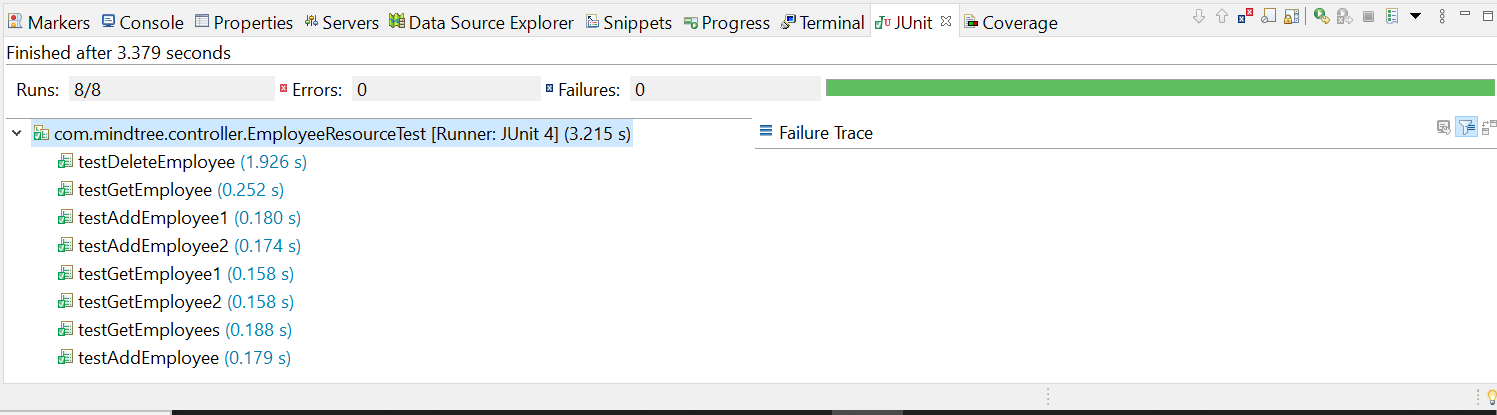 Markers Console Properties Servers Data Source Explorer Snippets Progress Terminal JUnit Coverage
Finished after 3.379 seconds
Runs: 8/8 Errors: 0 Failures: 0
com.mindtree.controller.EmployeeResourceTest [Runner: JUnit 4] (3.215 s)
Failure Trace
testDeleteEmployee (1.926 s)
testGetEmployee (0.252 s)
testAddEmployee1 (0.180 s)
testAddEmployee2 (0.174 s)
testGetEmployee1 (0.158 s)
testGetEmployee2 (0.158 s)
testGetEmployees (0.188 s)
testAddEmployee (0.179 s)